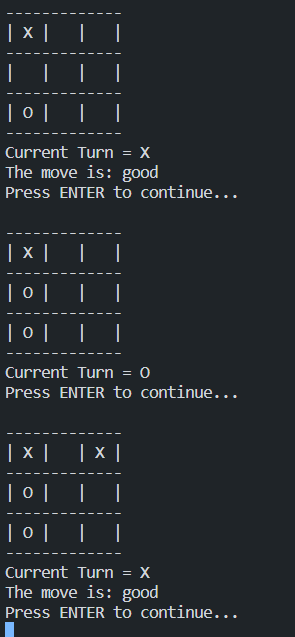 -------------
| X |   |   |
-------------
|   |   |   |
-------------
| O |   |   |
-------------
Current Turn = X
The move is: good
Press ENTER to continue...

-------------
| X |   |   |
-------------
| O |   |   |
-------------
| O |   |   |
-------------
Current Turn = O
Press ENTER to continue...

-------------
| X |   | X |
-------------
| O |   |   |
-------------
| O |   |   |
-------------
Current Turn = X
The move is: good
Press ENTER to continue...